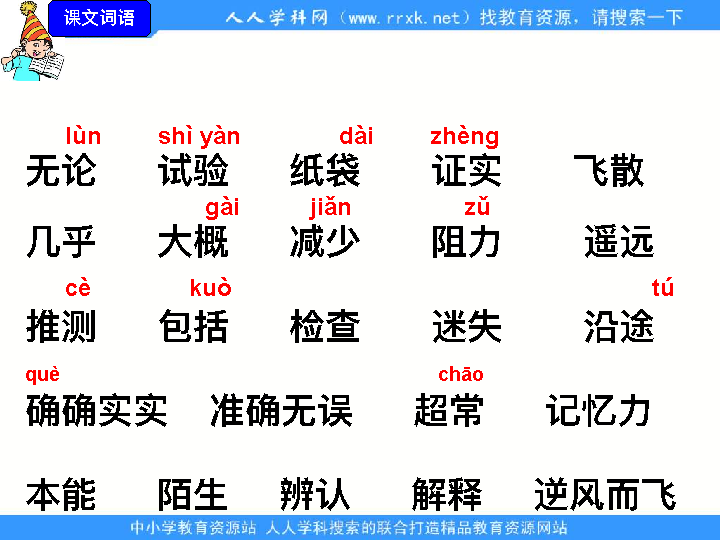 课文词语 人人学科网（www.rrxk.net）找教育资源，请搜索一下
lùn shì yàn dài zhèng
无论 试验 纸袋 证实 飞散
gài jiǎn zǔ
几乎 大概 减少 阻力 遥远
cè kuò tú
推测 包括 检查 迷失 沿途
què chāo
确确实实 准确无误 超常 记忆力
本能 陌生 辨认 解释 逆风而飞
中小学教育资源站 人人学科搜索的联合打造精品教育资源网站